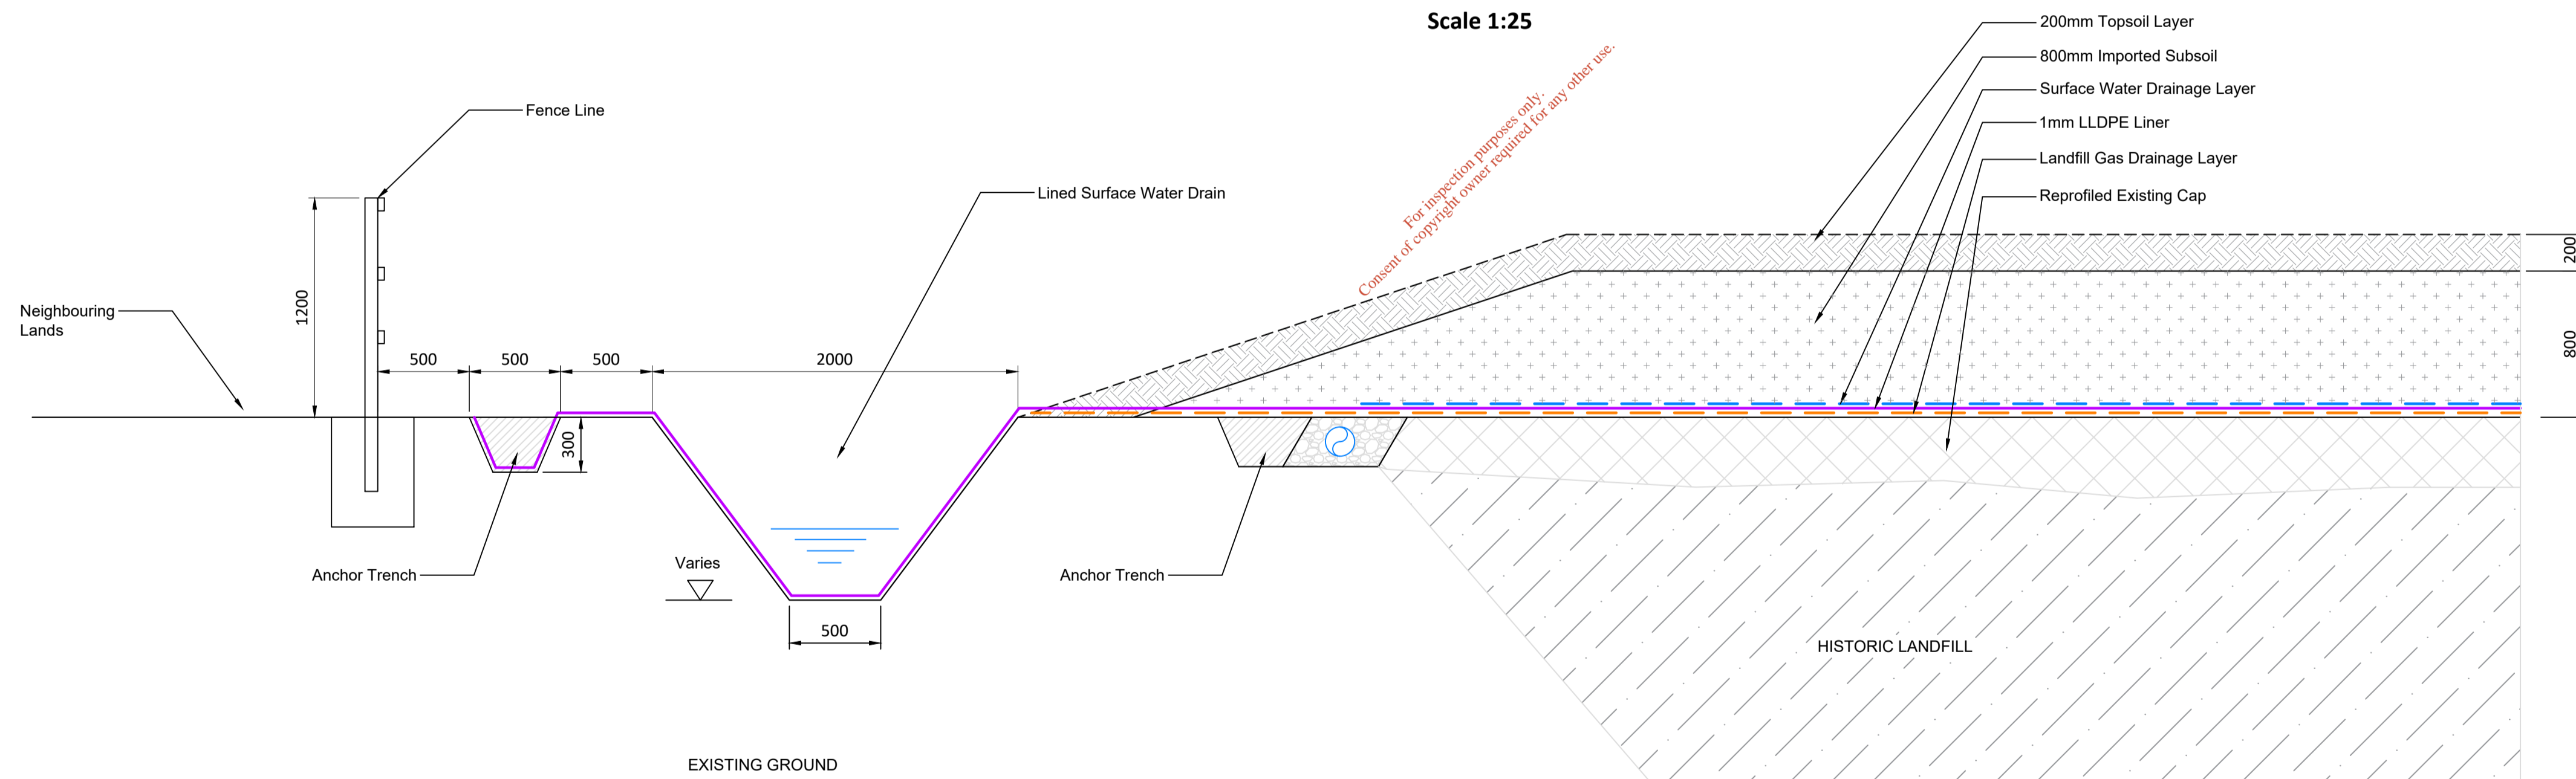 Scale 1:25
200mm Topsoil Layer
800mm Imported Subsoil
Surface Water Drainage Layer
1mm LLDPE Liner
Landfill Gas Drainage Layer
Reprofiled Existing Cap
For inspection purposes only.
Consent of copyright owner required for any other use.
Fence Line
Lined Surface Water Drain
200
800
Neighbouring
Lands
1200
500
500
500
2000
300
Varies
Anchor Trench
Anchor Trench
500
HISTORIC LANDFILL
EXISTING GROUND